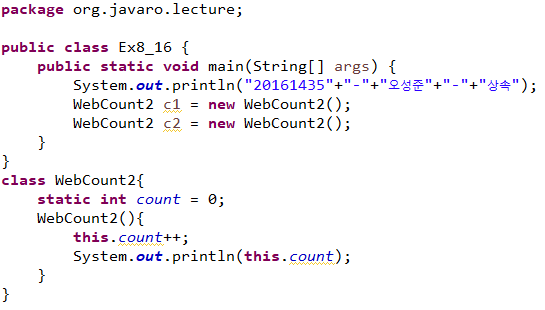 package org.javaro.lecture;

public class Ex8_16 {
    public static void main(String[] args) {
        System.out.println("20161435"+"-"+"오성준"+"-"+"상속");
        WebCount2 c1 = new WebCount2();
        WebCount2 c2 = new WebCount2();
    }
}
class WebCount2{
    static int count = 0;
    WebCount2(){
        this.count++;
        System.out.println(this.count);
    }
}